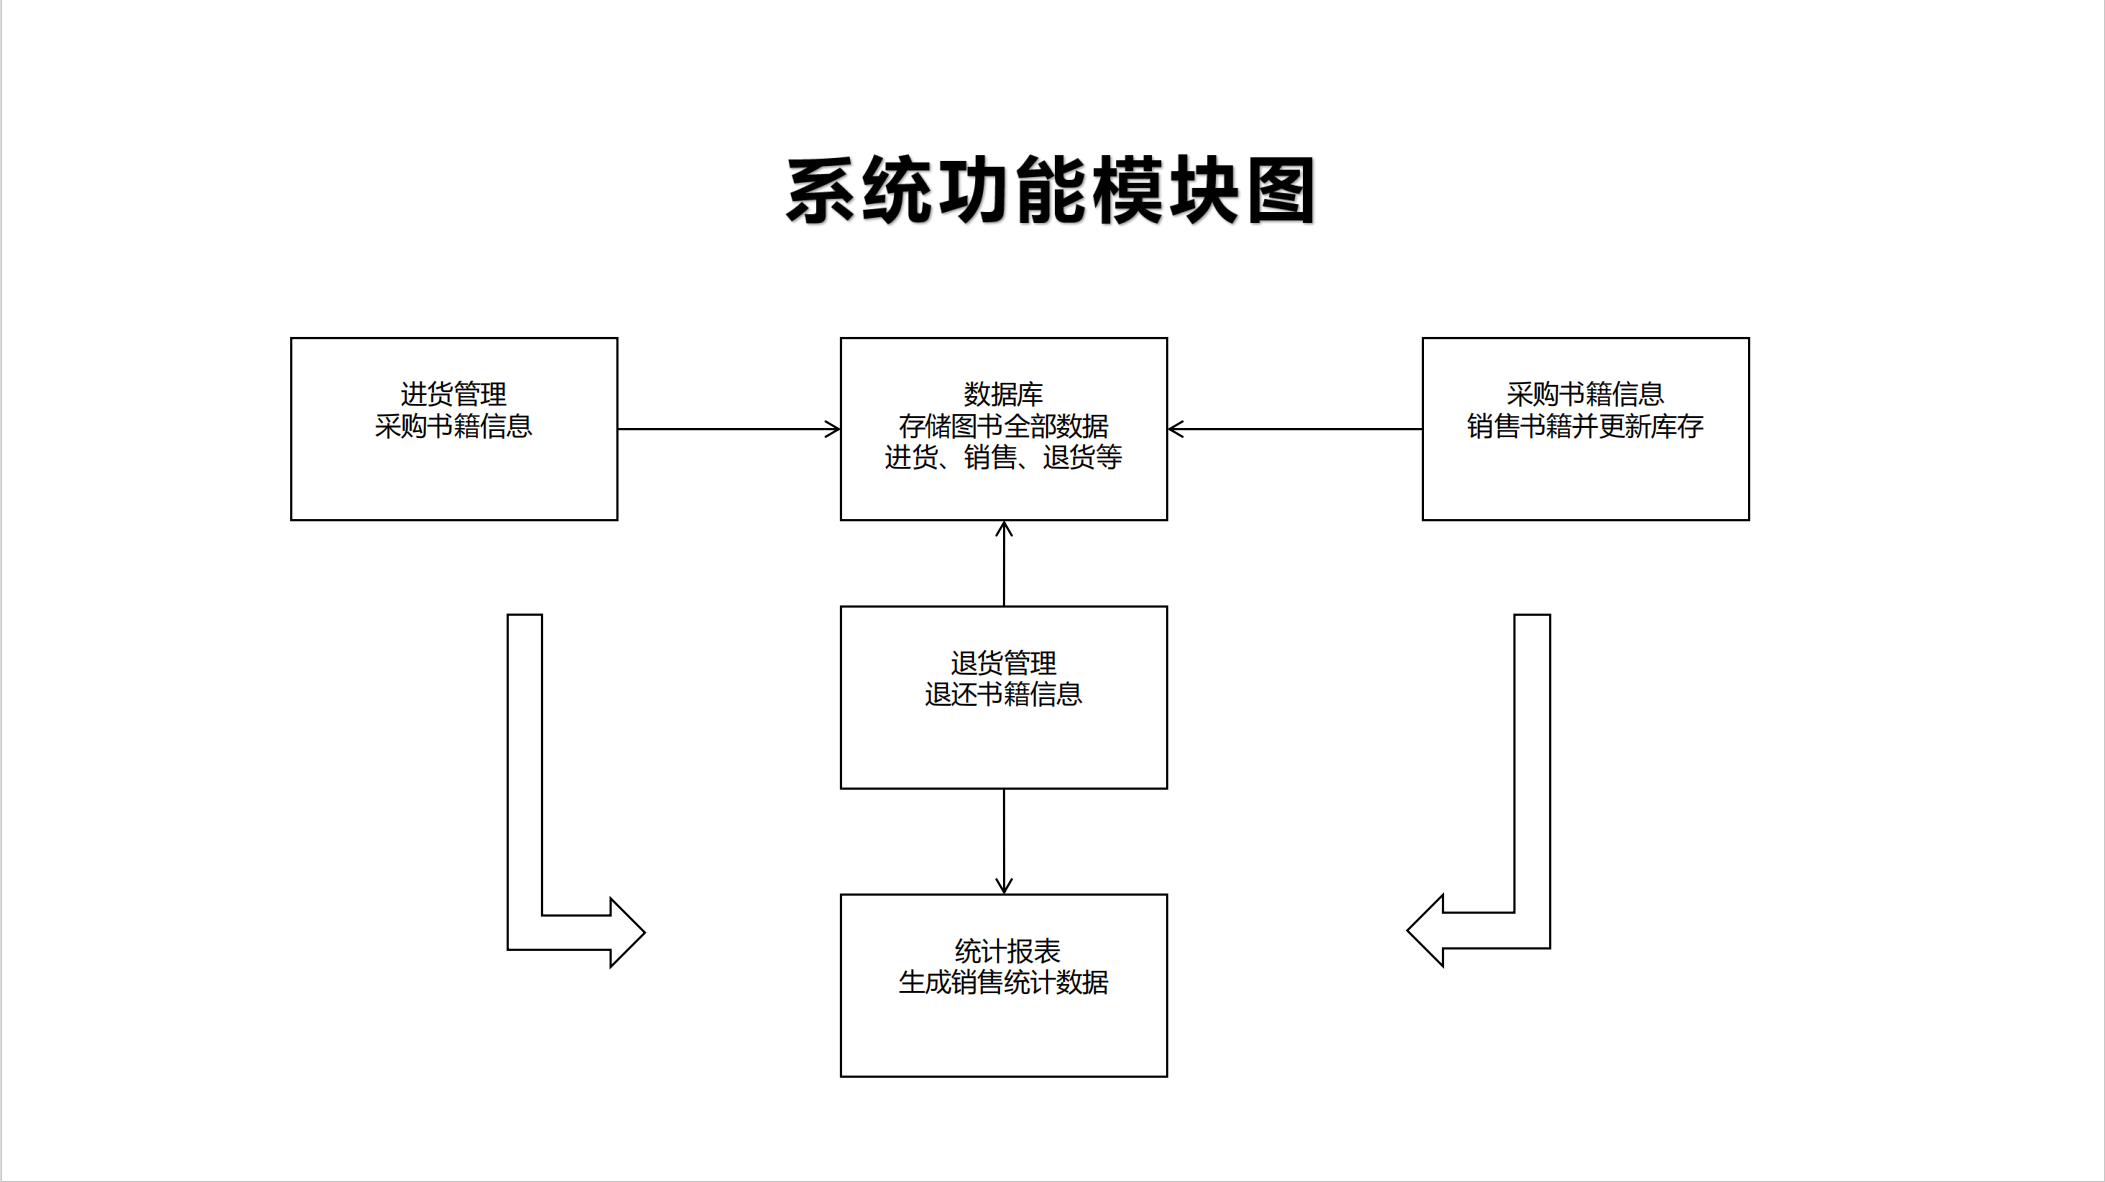 系统功能模块图
进货管理
采购书籍信息
数据库
存储图书全部数据
进货、销售、退货等
采购书籍信息
销售书籍并更新库存
退货管理
退还书籍信息
统计报表
生成销售统计数据